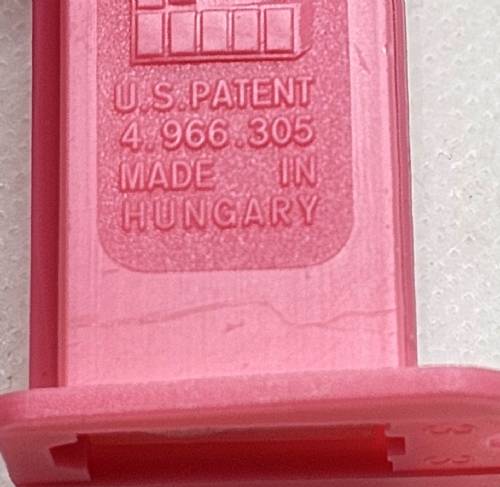 U.S. PATENT
4.966.305
MADE IN
HUNGARY